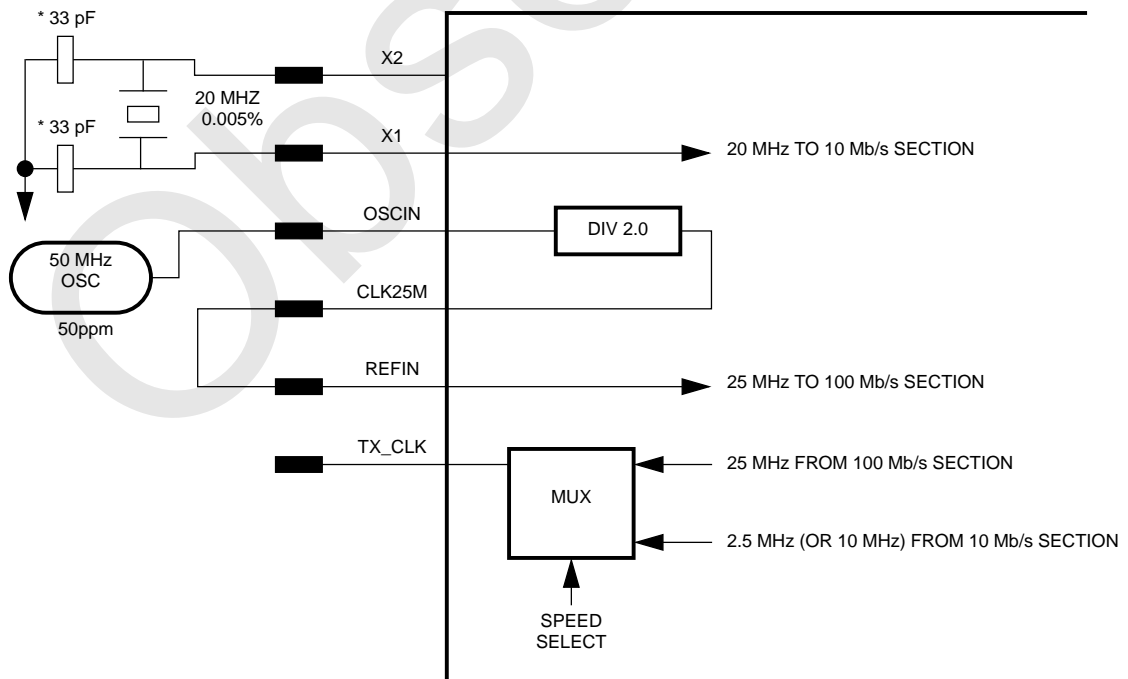 * 33 pF
X2
20 MHZ
0.005%
* 33 pF
X1
20 MHz TO 10 Mb/s SECTION
OSCIN
DIV 2.0
50 MHz
OSC
50ppm
CLK25M
REFIN
25 MHz TO 100 Mb/s SECTION
TX_CLK
MUX
25 MHz FROM 100 Mb/s SECTION
2.5 MHz (OR 10 MHz) FROM 10 Mb/s SECTION
SPEED
SELECT
Obs